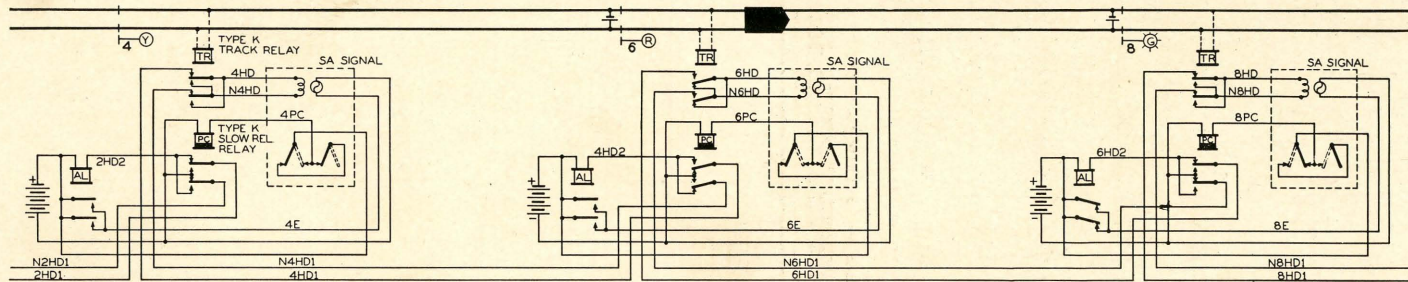 4 Y
TYPE K
TRACK RELAY
TR
SA SIGNAL
4HD
N4HD
4PC
TYPE K
SLOW REL.
RELAY
PC
2HD2
AL
+
-
4E
N2HD1
2HD1
N4HD1
4HD1
6 R
TR
SA SIGNAL
6HD
N6HD
6PC
PC
4HD2
AL
+
-
6E
N6HD1
6HD1
8 G
TR
SA SIGNAL
8HD
N8HD
8PC
PC
6HD2
AL
+
-
8E
N8HD1
8HD1